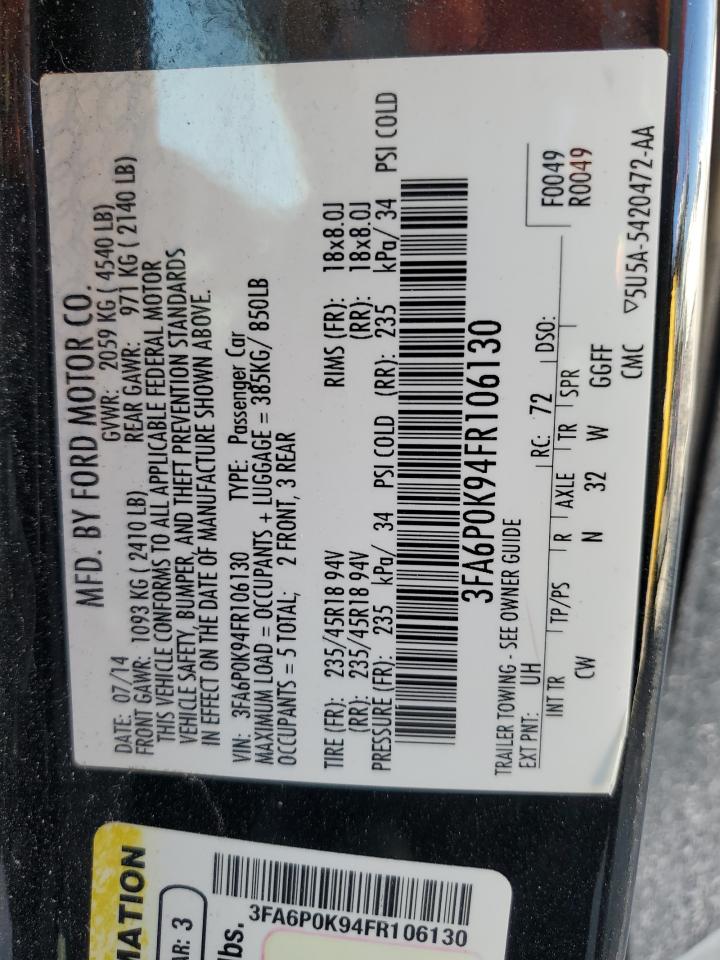 MFD. BY FORD MOTOR CO.
DATE: 07/14 GVWR: 2059 KG ( 4540 LB)
FRONT GAWR: 1093 KG ( 2410 LB) REAR GAWR: 971 KG ( 2140 LB)
THIS VEHICLE CONFORMS TO ALL APPLICABLE FEDERAL MOTOR
VEHICLE SAFETY, BUMPER, AND THEFT PREVENTION STANDARDS
IN EFFECT ON THE DATE OF MANUFACTURE SHOWN ABOVE.
VIN: 3FA6P0K94FR106130 TYPE: Passenger Car
MAXIMUM LOAD = OCCUPANTS + LUGGAGE = 385KG/ 850LB
OCCUPANTS = 5 TOTAL; 2 FRONT, 3 REAR
TIRE (FR): 235/45R18 94V RIMS (FR): 18x8.0J
(RR): 235/45R18 94V (RR): 18x8.0J
PRESSURE (FR): 235 kPa/ 34 PSI COLD (RR): 235 kPa/ 34 PSI COLD
3FA6P0K94FR106130
TRAILER TOWING - SEE OWNER GUIDE
F0049
R0049
EXT PNT: UH RC: 72 DSO:
INT TR TP/PS R AXLE TR SPR
CW N 32 W GGFF
CMC ▽5U5A-5420472-AA
MATION
AR: 3
lbs.
3FA6P0K94FR106130